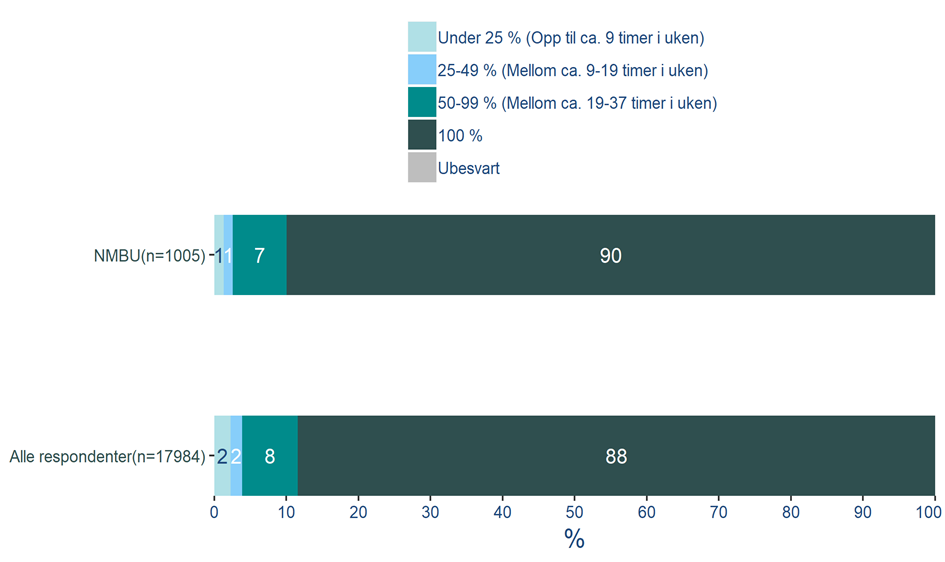 Under 25 % (Opp til ca. 9 timer i uken)
25-49 % (Mellom ca. 9-19 timer i uken)
50-99 % (Mellom ca. 19-37 timer i uken)
100 %
Ubesvart
NMBU(n=1005) 1 1 7 90
Alle respondenter(n=17984) 2 2 8 88
0 10 20 30 40 50 60 70 80 90 100
%